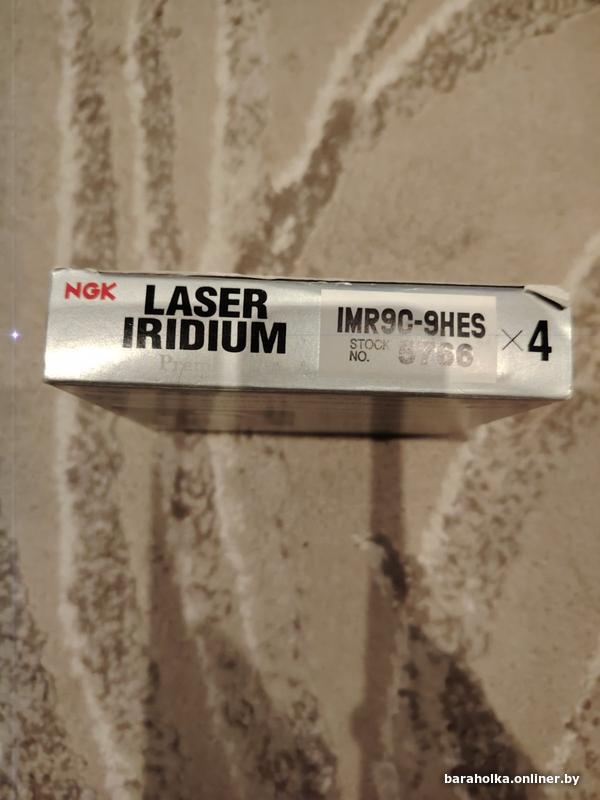 NGK
LASER
IRIDIUM
IMR9C-9HES
STOCK
NO.
5766
×4
baraholka.onliner.by